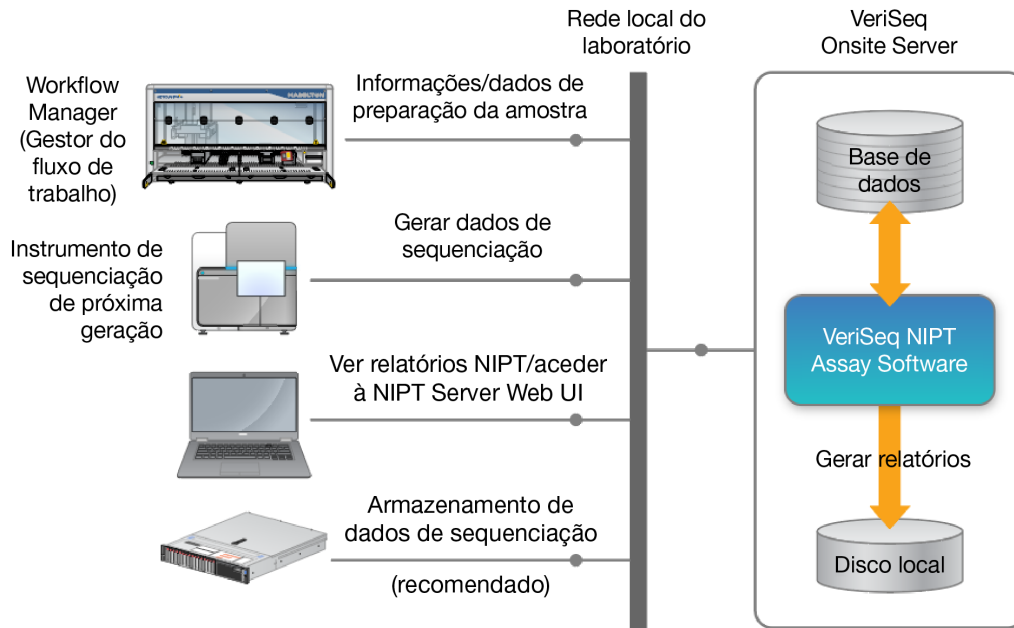 Rede local do
laboratório
VeriSeq
Onsite Server
Workflow
Manager
(Gestor do
fluxo de
trabalho)
HAMILTON
Informações/dados de
preparação da amostra
Instrumento de
sequenciação
de próxima
geração
Gerar dados de
sequenciação
Ver relatórios NIPT/aceder
à NIPT Server Web UI
Armazenamento de
dados de sequenciação
(recomendado)
Base de
dados
VeriSeq NIPT
Assay Software
Gerar relatórios
Disco local